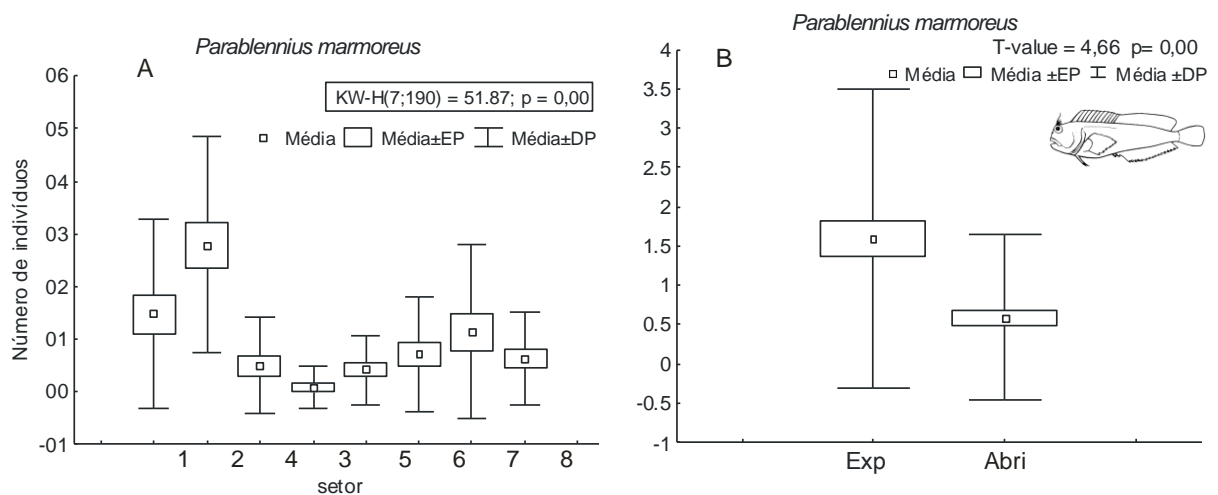 Parablennius marmoreus
A
KW-H(7;190) = 51.87; p = 0,00
Média Média±EP Média±DP
Número de indivíduos
06
05
04
03
02
01
00
-01
1 2 4 3 5 6 7 8
setor
Parablennius marmoreus
B
T-value = 4,66 p= 0,00
Média Média ±EP Média ±DP
4
3.5
3
2.5
2
1.5
1
0.5
0
-0.5
-1
Exp Abri